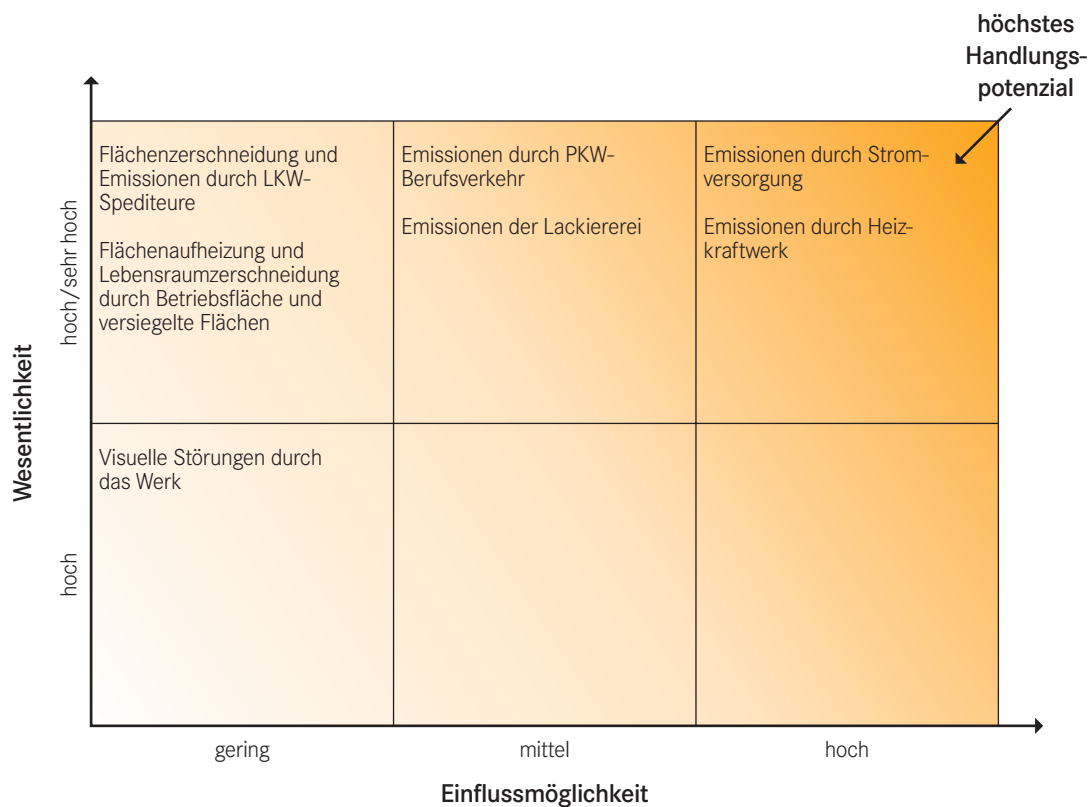 höchstes
Handlungs-
potenzial
Wesentlichkeit
hoch/sehr hoch
Flächenzerschneidung und
Emissionen durch LKW-
Spediteure
Flächenaufheizung und
Lebensraumzerschneidung
durch Betriebsfläche und
versiegelte Flächen
Emissionen durch PKW-
Berufsverkehr
Emissionen der Lackiererei
Emissionen durch Strom-
versorgung
Emissionen durch Heiz-
kraftwerk
hoch
Visuelle Störungen durch
das Werk
gering
mittel
hoch
Einflussmöglichkeit